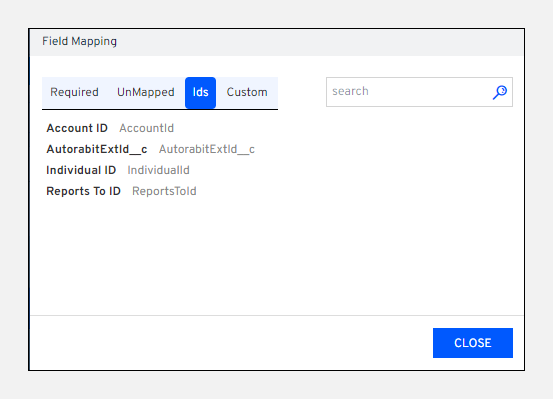 Field Mapping
Required UnMapped Ids Custom
search
Account ID AccountId
AutorabitExtId__c AutorabitExtId__c
Individual ID IndividualId
Reports To ID ReportsToId
CLOSE